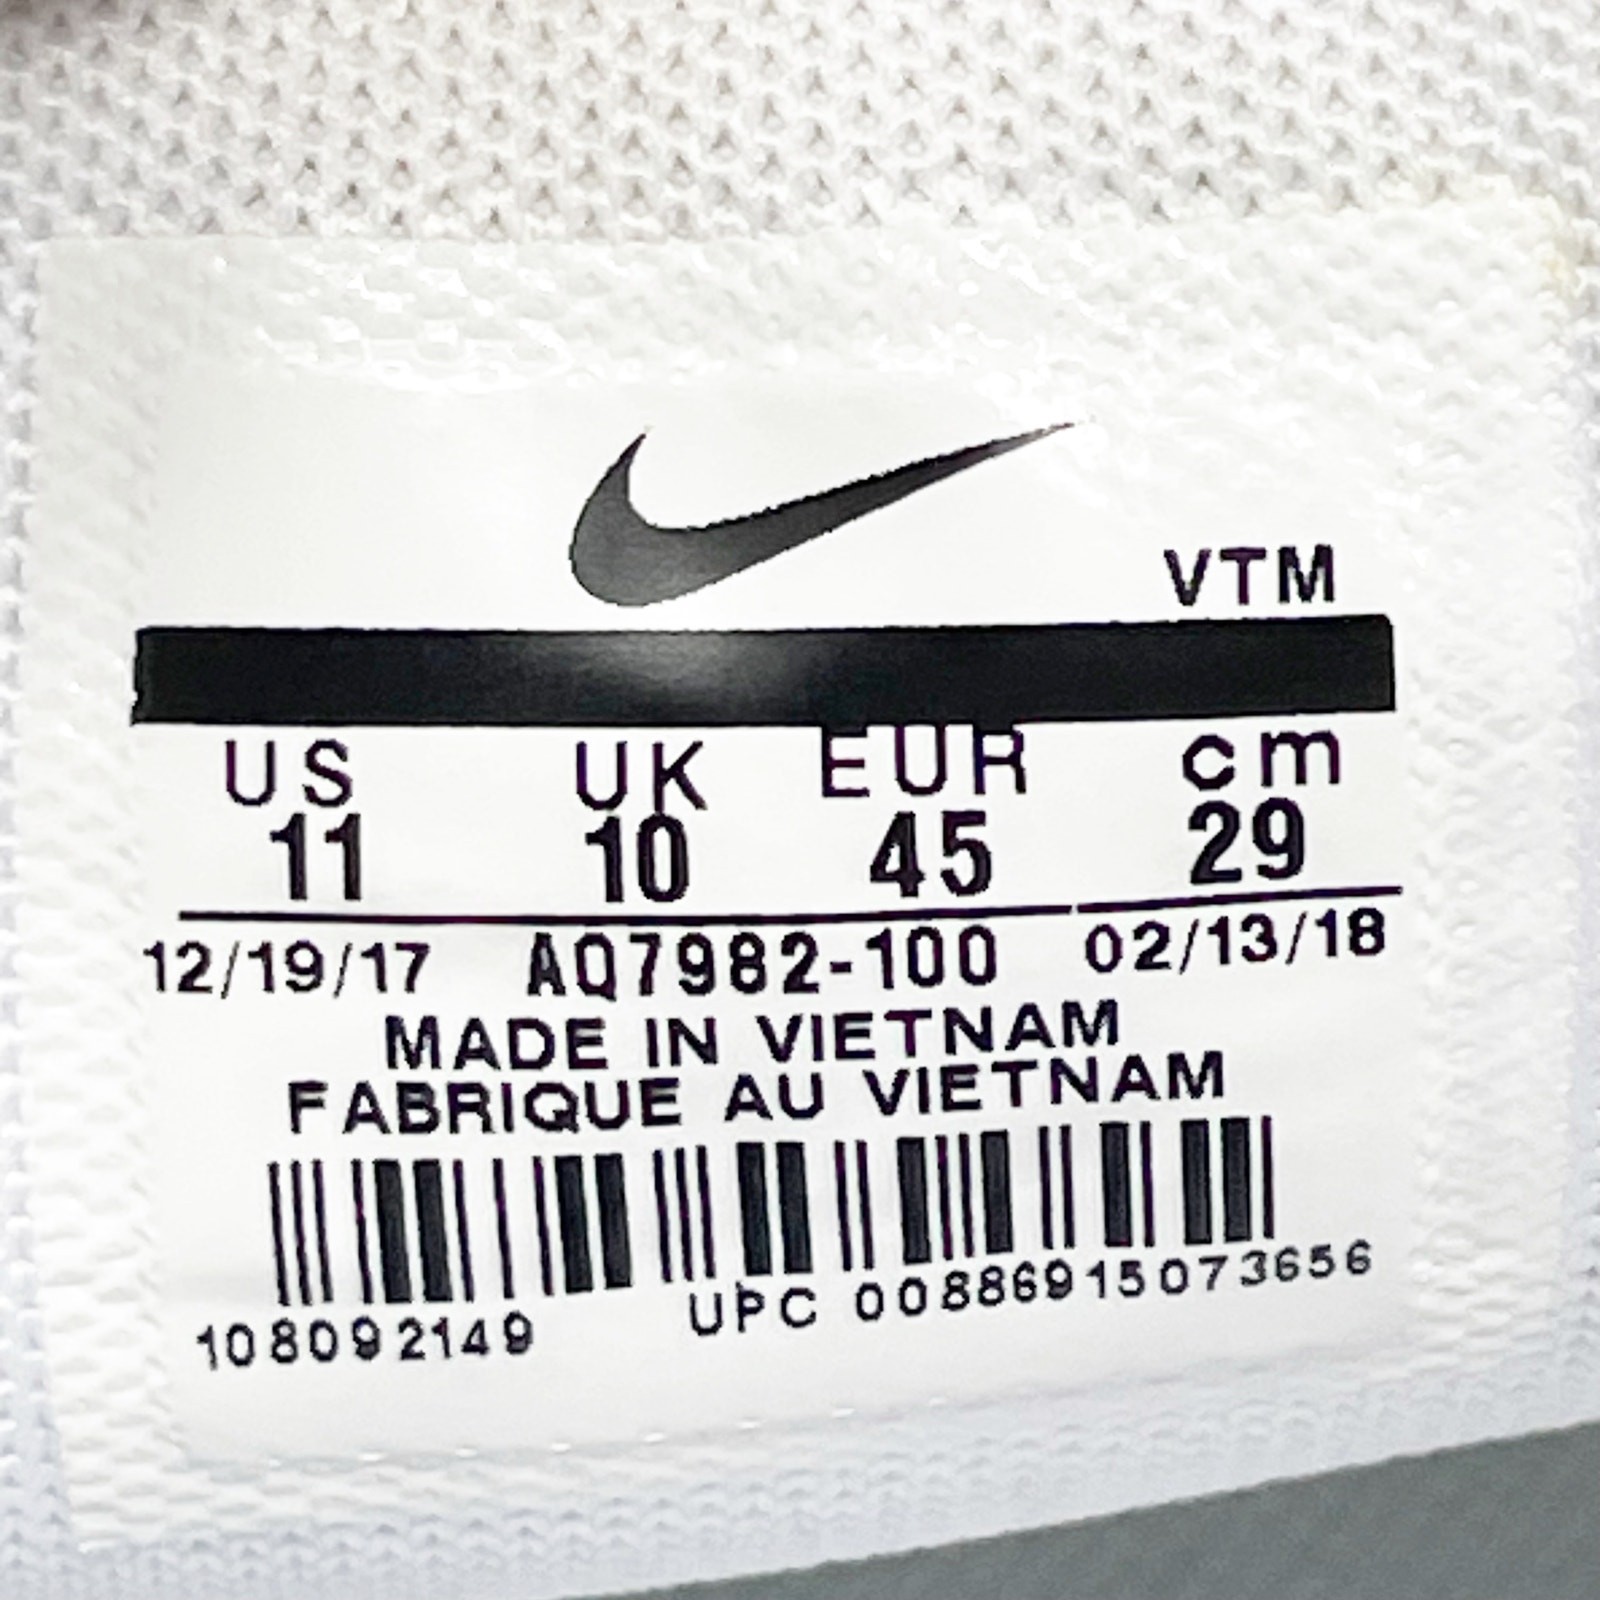 VTM
US UK EUR cm
11 10 45 29
12/19/17 AQ7982-100 02/13/18
MADE IN VIETNAM
FABRIQUE AU VIETNAM
108092149 UPC 00886915073656